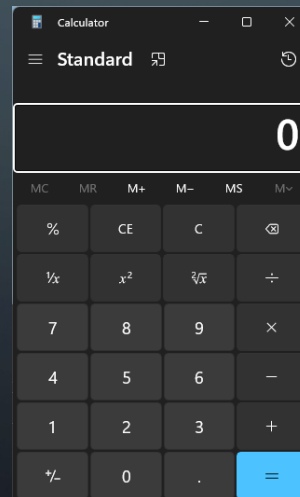 Calculator
Standard
0
MC MR M+ M− MS M˅
% CE C
⅟x x² ²√x ÷
7 8 9 ×
4 5 6 −
1 2 3 +
+/− 0 . =